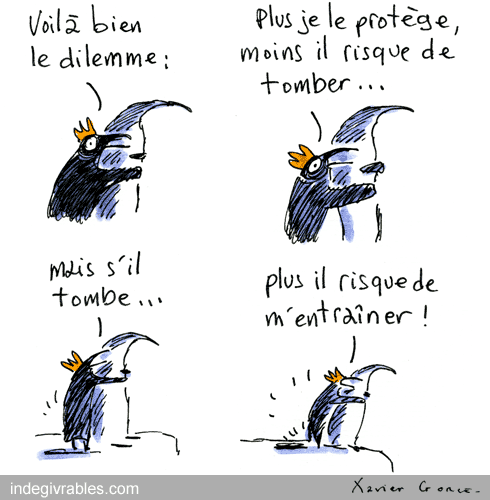 Voilà bien
le dilemme :
Plus je le protège,
moins il risque de
tomber...
mais s'il
tombe...
plus il risque de
m'entraîner !
indegivrables.com
Xavier Gorce.